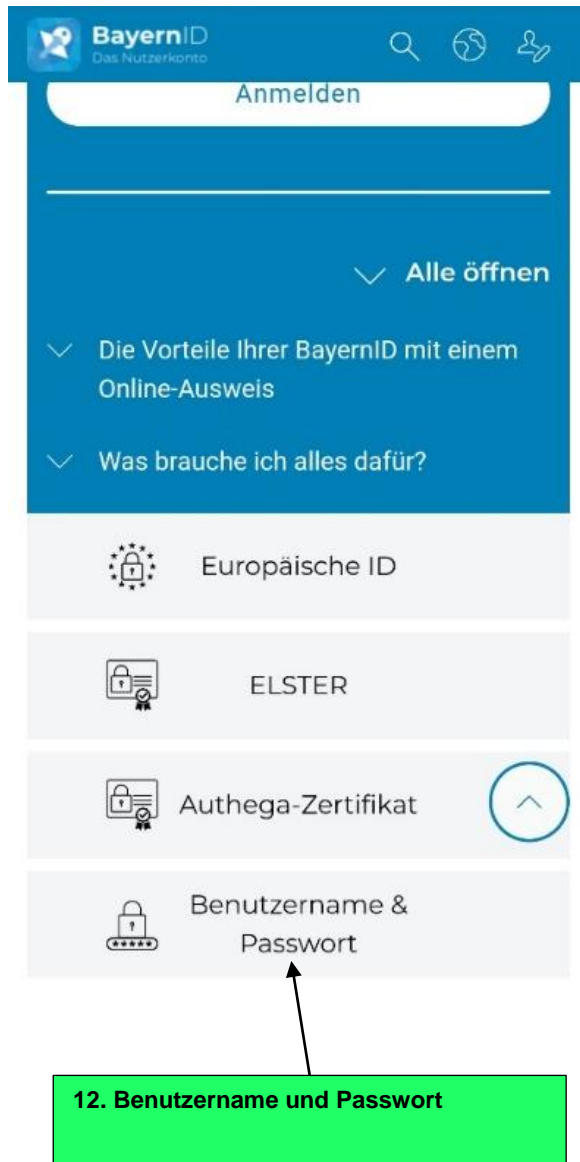 BayernID
Das Nutzerkonto
Anmelden
Alle öffnen
Die Vorteile Ihrer BayernID mit einem
Online-Ausweis
Was brauche ich alles dafür?
Europäische ID
ELSTER
Authega-Zertifikat
Benutzername &
Passwort
12. Benutzername und Passwort